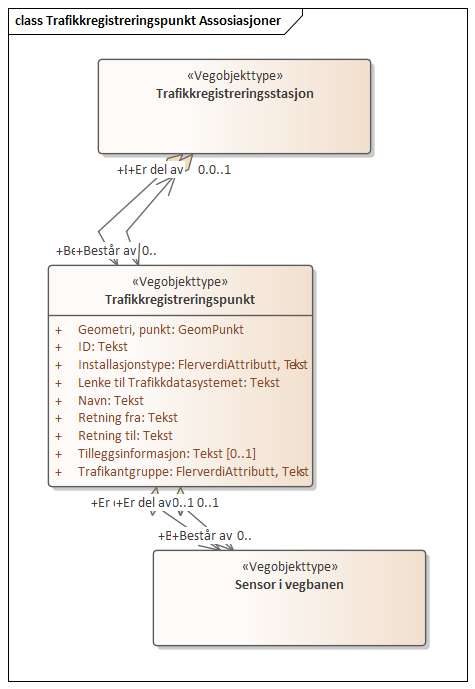 class Trafikkregistreringspunkt Assosiasjoner
«Vegobjekttype»
Trafikkregistreringsstasjon
+Er del av 0..1
+Består av 0..
«Vegobjekttype»
Trafikkregistreringspunkt
+ Geometri, punkt: GeomPunkt
+ ID: Tekst
+ Installasjonstype: FlerverdiAttributt, Tekst
+ Lenke til Trafikkdatasystemet: Tekst
+ Navn: Tekst
+ Retning fra: Tekst
+ Retning til: Tekst
+ Tilleggsinformasjon: Tekst [0..1]
+ Trafikantgruppe: FlerverdiAttributt, Tekst
+Er +Er del av 0..1 0..1
+B+Består av 0..
«Vegobjekttype»
Sensor i vegbanen